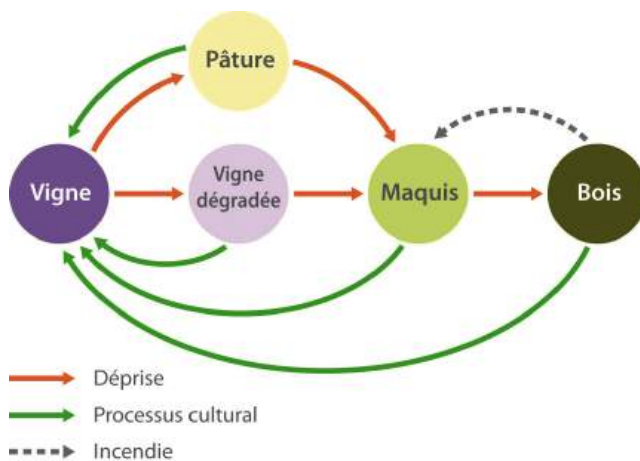 Pâture
Vigne
Vigne
dégradée
Maquis
Bois
Déprise
Processus cultural
Incendie